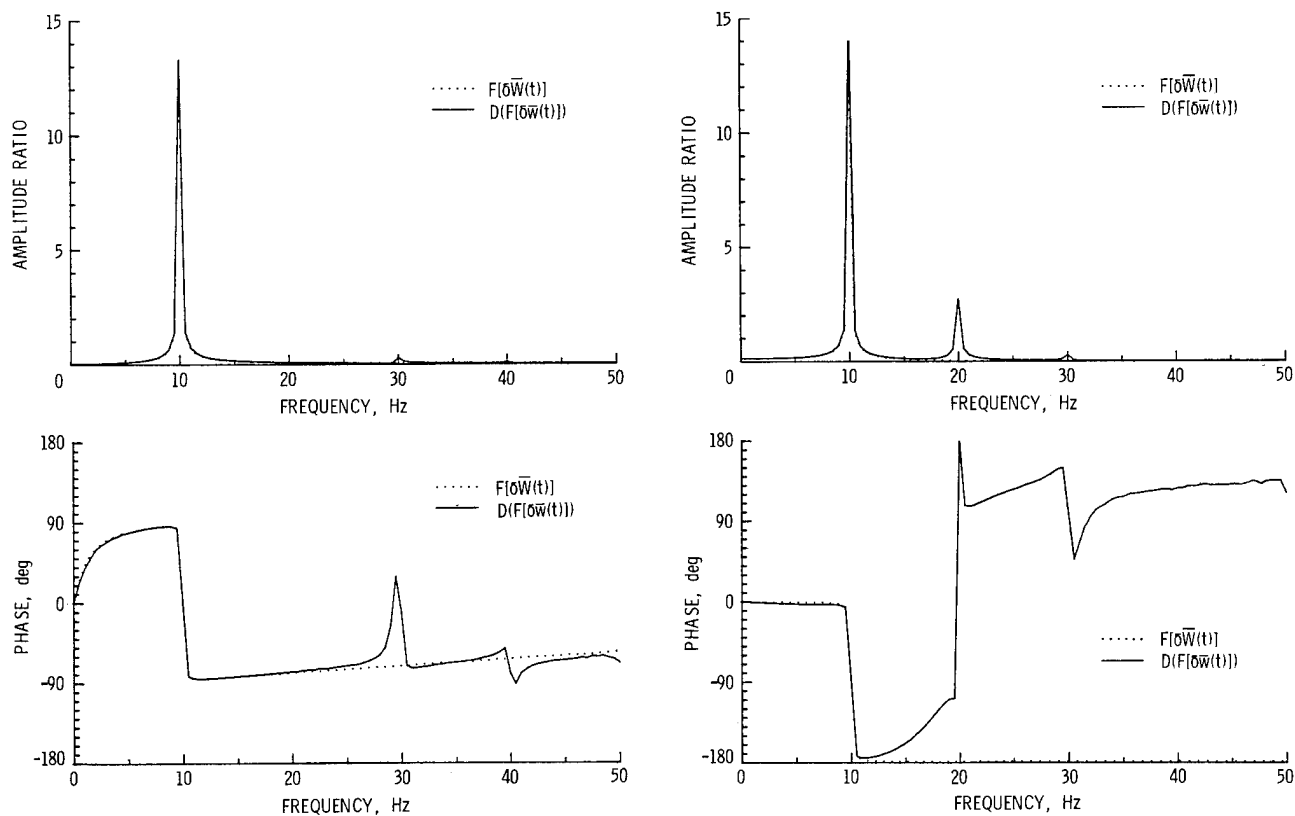 15
10
5
AMPLITUDE RATIO
F[δW̅(t)]
D(F[δw̅(t)])
0 10 20 30 40 50
FREQUENCY, Hz
15
10
5
AMPLITUDE RATIO
F[δW̅(t)]
D(F[δw̅(t)])
0 10 20 30 40 50
FREQUENCY, Hz
180
90
0
-90
-180
PHASE, deg
F[δW̅(t)]
D(F[δw̅(t)])
0 10 20 30 40 50
FREQUENCY, Hz
180
90
0
-90
-180
PHASE, deg
F[δW̅(t)]
D(F[δw̅(t)])
0 10 20 30 40 50
FREQUENCY, Hz